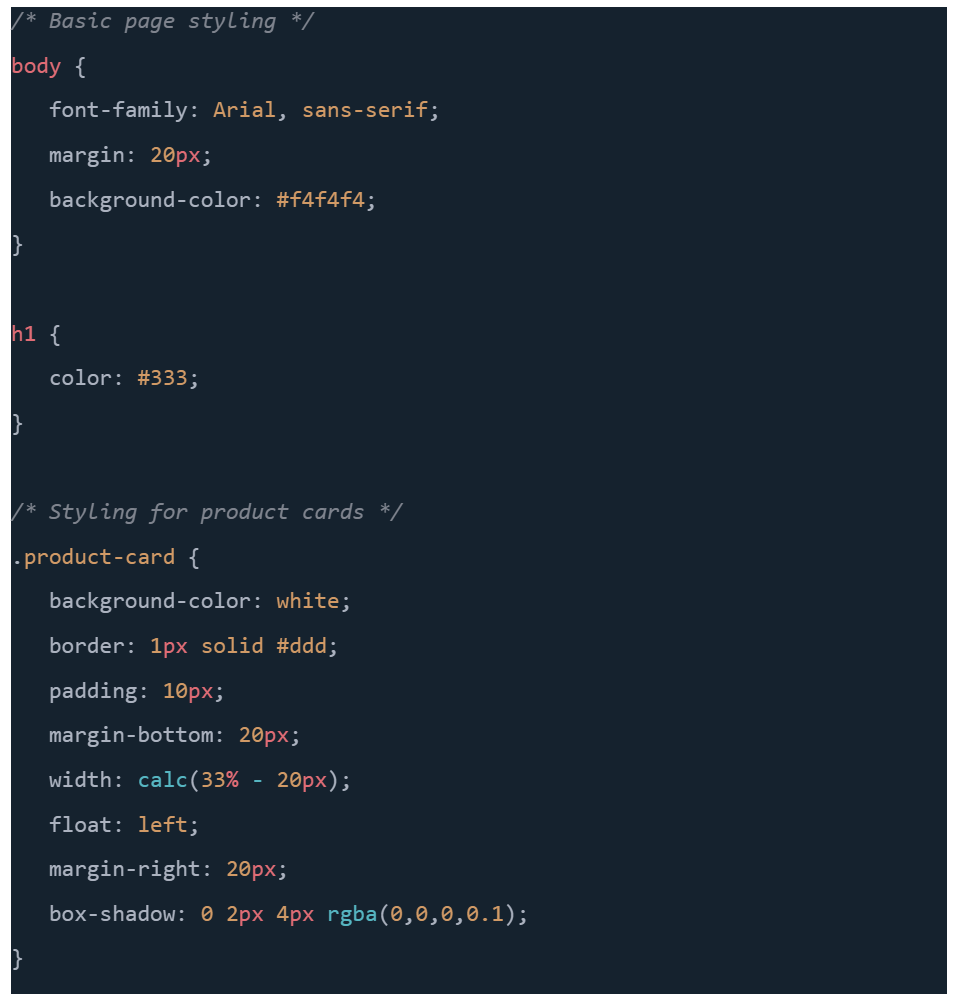 /* Basic page styling */
body {
   font-family: Arial, sans-serif;
   margin: 20px;
   background-color: #f4f4f4;
}

h1 {
   color: #333;
}

/* Styling for product cards */
.product-card {
   background-color: white;
   border: 1px solid #ddd;
   padding: 10px;
   margin-bottom: 20px;
   width: calc(33% - 20px);
   float: left;
   margin-right: 20px;
   box-shadow: 0 2px 4px rgba(0,0,0,0.1);
}